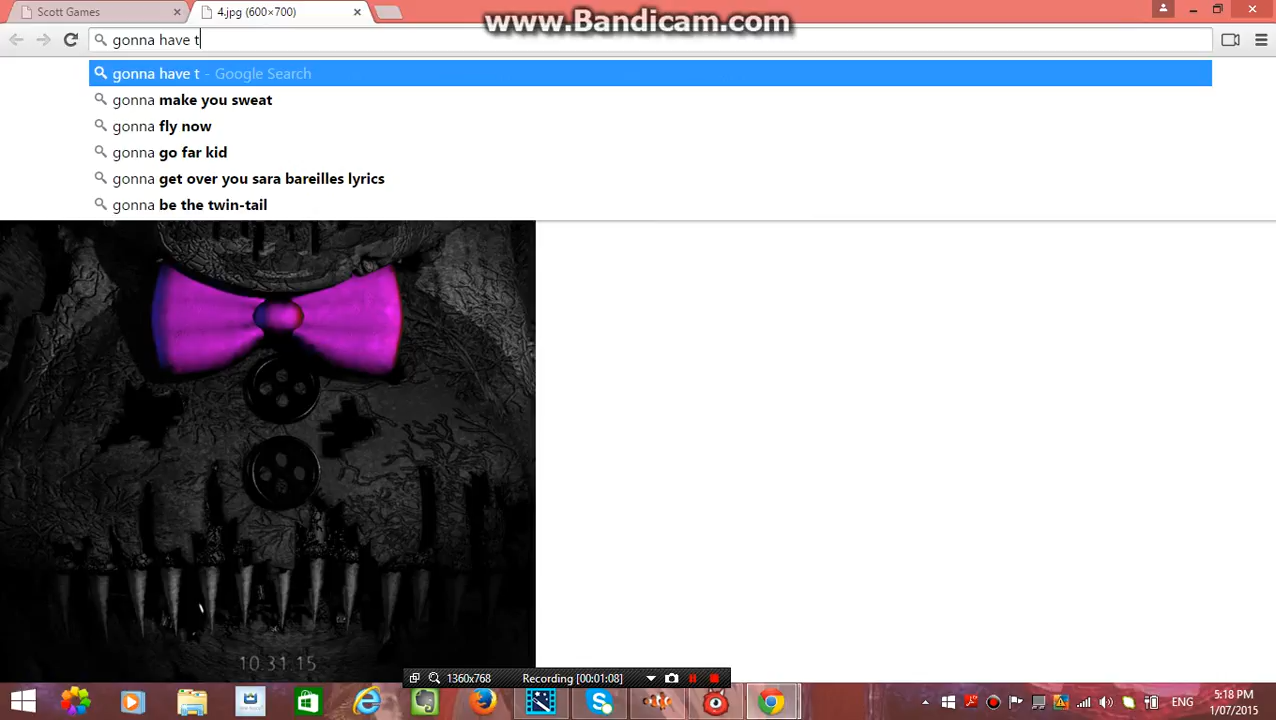 www.Bandicam.com
Scott Games
4.jpg (600×700)
gonna have t
gonna have t - Google Search
gonna make you sweat
gonna fly now
gonna go far kid
gonna get over you sara bareilles lyrics
gonna be the twin-tail
10.31.15
1360x768
Recording [00:01:08]
ENG
5:18 PM
1/07/2015